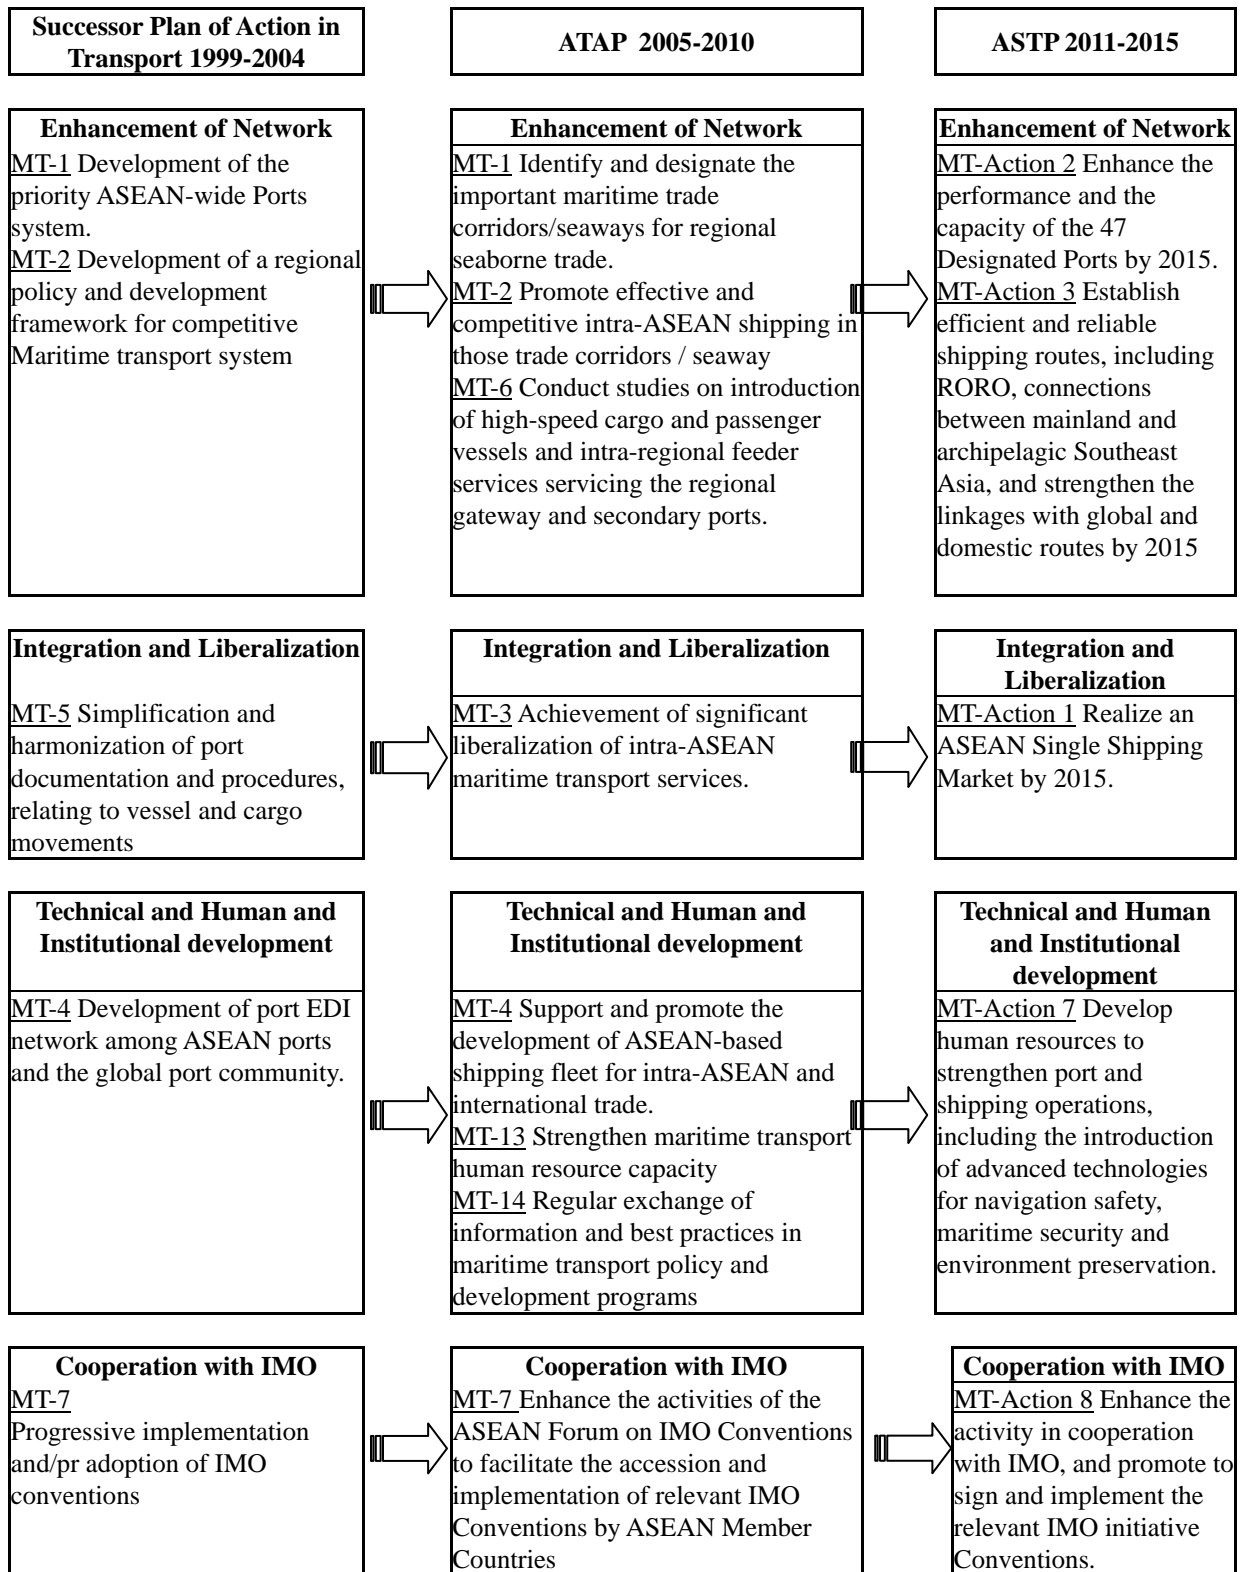 Successor Plan of Action in
Transport 1999-2004
ATAP 2005-2010
ASTP 2011-2015
Enhancement of Network
MT-1 Development of the
priority ASEAN-wide Ports
system.
MT-2 Development of a regional
policy and development
framework for competitive
Maritime transport system
Enhancement of Network
MT-1 Identify and designate the
important maritime trade
corridors/seaways for regional
seaborne trade.
MT-2 Promote effective and
competitive intra-ASEAN shipping in
those trade corridors / seaway
MT-6 Conduct studies on introduction
of high-speed cargo and passenger
vessels and intra-regional feeder
services servicing the regional
gateway and secondary ports.
Enhancement of Network
MT-Action 2 Enhance the
performance and the
capacity of the 47
Designated Ports by 2015.
MT-Action 3 Establish
efficient and reliable
shipping routes, including
RORO, connections
between mainland and
archipelagic Southeast
Asia, and strengthen the
linkages with global and
domestic routes by 2015
Integration and Liberalization
MT-5 Simplification and
harmonization of port
documentation and procedures,
relating to vessel and cargo
movements
Integration and Liberalization
MT-3 Achievement of significant
liberalization of intra-ASEAN
maritime transport services.
Integration and
Liberalization
MT-Action 1 Realize an
ASEAN Single Shipping
Market by 2015.
Technical and Human and
Institutional development
MT-4 Development of port EDI
network among ASEAN ports
and the global port community.
Technical and Human and
Institutional development
MT-4 Support and promote the
development of ASEAN-based
shipping fleet for intra-ASEAN and
international trade.
MT-13 Strengthen maritime transport
human resource capacity
MT-14 Regular exchange of
information and best practices in
maritime transport policy and
development programs
Technical and Human
and Institutional
development
MT-Action 7 Develop
human resources to
strengthen port and
shipping operations,
including the introduction
of advanced technologies
for navigation safety,
maritime security and
environment preservation.
Cooperation with IMO
MT-7
Progressive implementation
and/pr adoption of IMO
conventions
Cooperation with IMO
MT-7 Enhance the activities of the
ASEAN Forum on IMO Conventions
to facilitate the accession and
implementation of relevant IMO
Conventions by ASEAN Member
Countries
Cooperation with IMO
MT-Action 8 Enhance the
activity in cooperation
with IMO, and promote to
sign and implement the
relevant IMO initiative
Conventions.